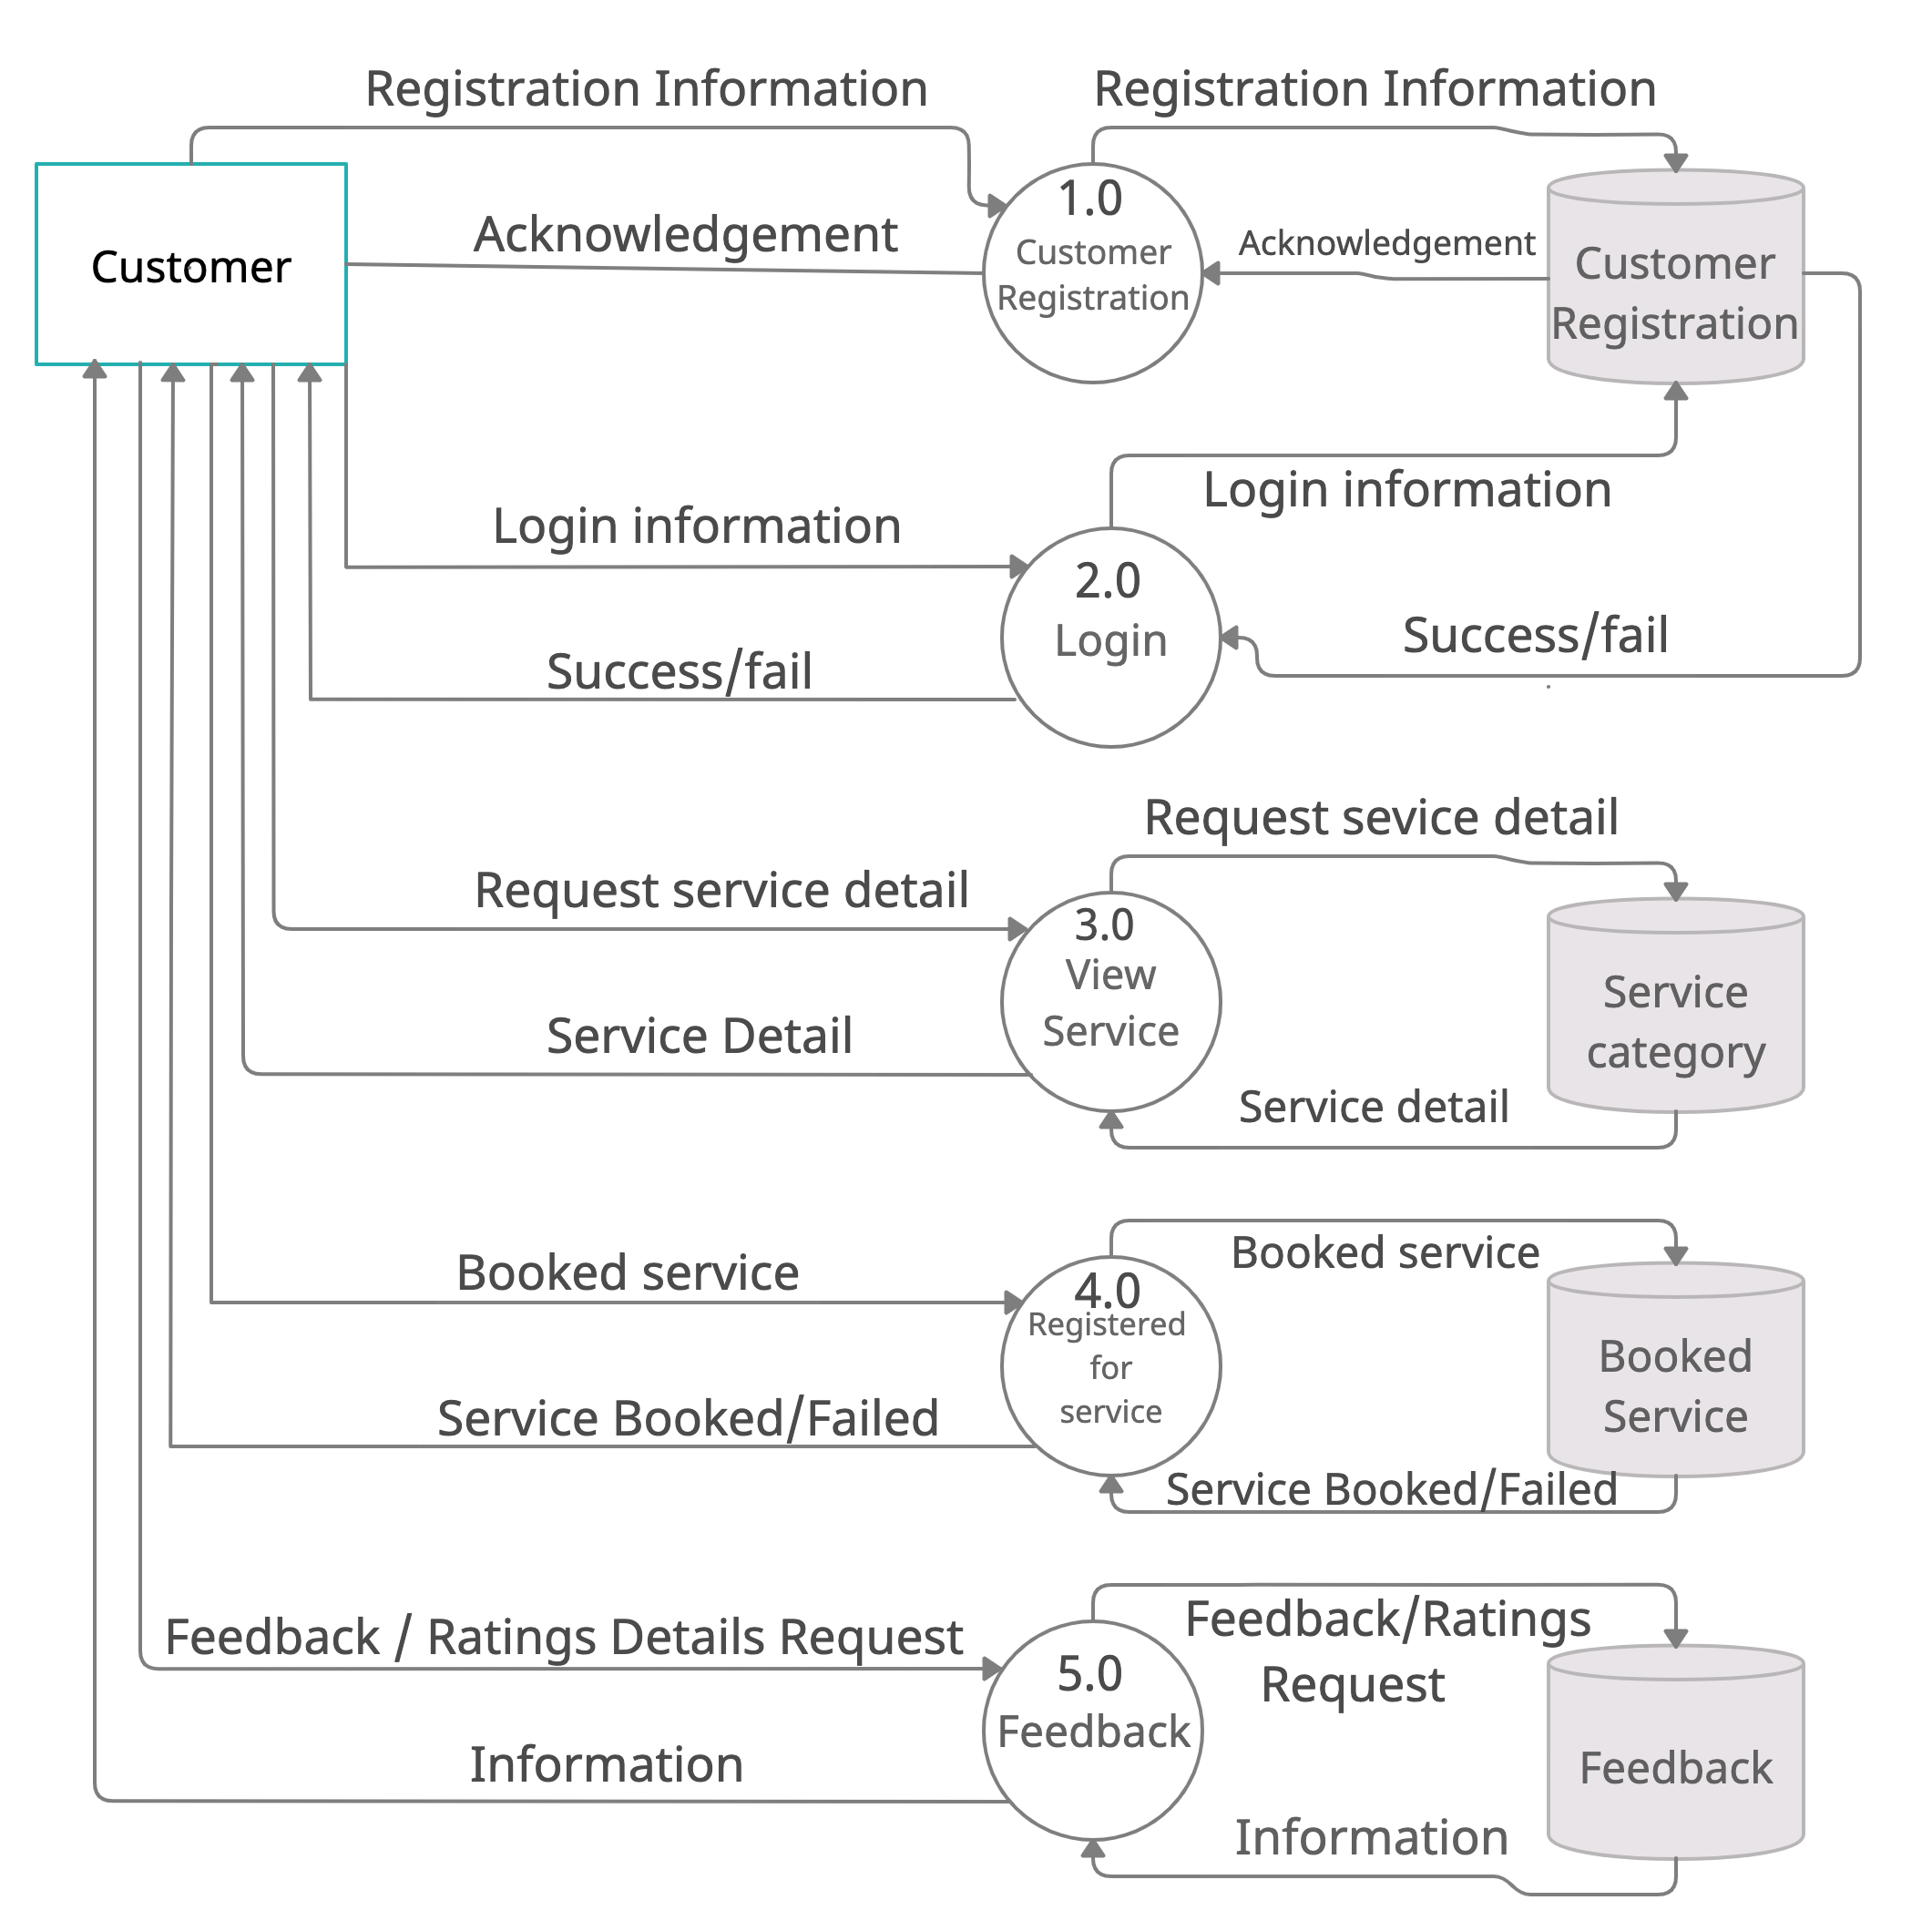 Registration Information
Registration Information
Customer
Acknowledgement
1.0
Customer
Registration
Acknowledgement
Customer
Registration
Login information
Login information
2.0
Login
Success/fail
Success/fail
Request sevice detail
Request service detail
3.0
View
Service
Service
category
Service Detail
Service detail
Booked service
Booked service
4.0
Registered
for
service
Booked
Service
Service Booked/Failed
Service Booked/Failed
Feedback / Ratings Details Request
Feedback/Ratings
Request
5.0
Feedback
Feedback
Information
Information